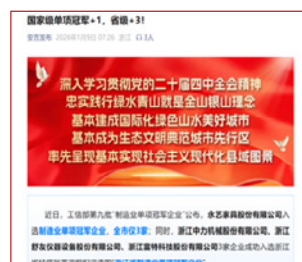 国家级单项冠军+1，省级+3！
安吉发布 2026年1月9日 07:26 浙江
深入学习贯彻党的二十届四中全会精神
忠实践行绿水青山就是金山银山理念
基本建成国际化绿色山水美好城市
基本成为生态文明典范城市先行区
率先呈现基本实现社会主义现代化县域图景
近日，工信部第九批“制造业单项冠军企业”公布，永艺家具股份有限公司入
选制造业单项冠军企业，全市仅3家；同时，浙江中力机械股份有限公司、浙江
舒友仪器设备股份有限公司、浙江雷特科技股份有限公司3家企业成功入选浙江